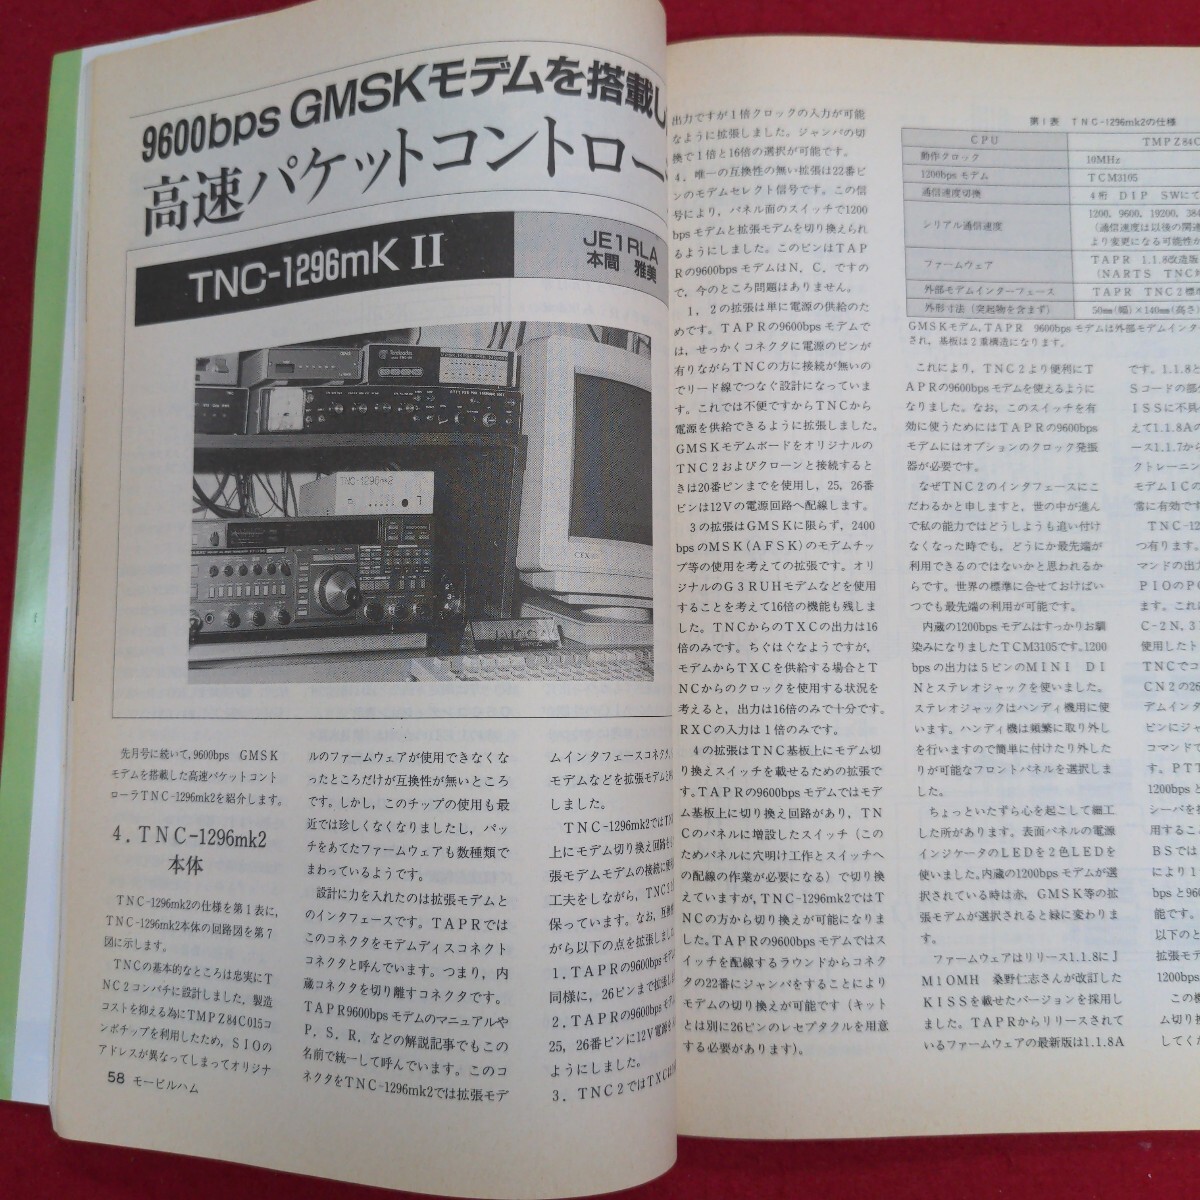 9600bps GMSKモデムを搭載し
高速パケットコントロー
TNC-1296mK II
JE1RLA
本間 雅美
TNC-1296mk2
先月号に続いて,9600bps GMSK
モデムを搭載した高速パケットコント
ローラTNC-1296mk2を紹介します。
4.TNC-1296mk2
本体
TNC-1296mk2の仕様を第1表に,
TNC-1296mk2本体の回路図を第7
図に示します。
TNCの基本的なところは忠実にT
NC2コンパチに設計しました,製造
コストを抑える為にTMPZ84C015コ
ンボチップを利用したため,SIOの
アドレスが異なってしまってオリジナ
58 モービルハム
ルのファームウェアが使用できなくな
ったところだけが互換性が無いところ
です。しかし,このチップの使用も最
近では珍しくなくなりましたし,パッ
チをあてたファームウェアも数種類で
まわっているようです。
設計に力を入れたのは拡張モデムと
のインタフェースです。TAPRでは
このコネクタをモデムディスコネクト
コネクタと呼んでいます。つまり,内
蔵コネクタを切り離すコネクタです。
TAPR9600bpsモデムのマニュアルや
P.S.R.などの解説記事でもこの
名前で統一して呼んでいます。このコ
ネクタをTNC-1296mk2では拡張モデ
ムインタフェースコネクタ
モデムなどを拡張モデムと
しました。
TNC-1296mk2では
上にモデム切り換え回路を
張モデムモデムの接続に
工夫をしながら,TNC
保っています。なお,互換
がら以下の点を拡張しまし
1.TAPRの9600bpsモデ
同様に,26ピンまで拡張し
2.TAPRの9600bpsモデ
25,26番ピンに12V電源を
ようにしました。
3.TNC2ではTXC
出力ですが1倍クロックの入力が可能
なように拡張しました。ジャンパの切
換で1倍と16倍の選択が可能です。
4.唯一の互換性の無い拡張は22番ピ
ンのモデムセレクト信号です。この信
号により,パネル面のスイッチで1200
bpsモデムと拡張モデムを切り換えられ
るようにしました。このピンはTAP
Rの9600bpsモデムはN.C.ですの
で,今のところ問題はありません。
1,2の拡張は単に電源の供給のた
めです。TAPRの9600bpsモデムで
は,せっかくコネクタに電源のピンが
有りながらTNCの方に接続が無いの
でリード線でつなぐ設計になっていま
す。これでは不便ですからTNCから
電源を供給できるように拡張しました。
GMSKモデムボードをオリジナルの
TNC2およびクローンと接続すると
きは20番ピンまでを使用し,25,26番
ピンは12Vの電源回路へ配線します。
3の拡張はGMSKに限らず,2400
bpsのMSK(AFSK)のモデムチッ
プ等の使用を考えての拡張です。オリ
ジナルのG3RUHモデムなどを使用
することを考えて16倍の機能も残しま
した。TNCからのTXCの出力は16
倍のみです。ちぐはぐなようですが,
モデムからTXCを供給する場合とT
NCからのクロックを使用する状況を
考えると,出力は16倍のみで十分です。
RXCの入力は1倍のみです。
4の拡張はTNC基板上にモデム切
り換えスイッチを載せるための拡張で
す。TAPRの9600bpsモデムではモデ
ム基板上に切り換え回路があり,TN
Cのパネルに増設したスイッチ(この
ためパネルに穴明け工作とスイッチへ
の配線の作業が必要になる)で切り換
えていますが,TNC-1296mk2ではT
NCの方から切り換えが可能になりま
した。TAPRの9600bpsモデムではス
イッチを配線するラウンドからコネク
タの22番にジャンパをすることにより
モデムの切り換えが可能です(キット
とは別に26ピンのレセプタクルを用意
する必要があります)。
第1表 TNC-1296mk2の仕様
CPU TMPZ84C
動作クロック 10MHz
1200bpsモデム TCM3105
通信速度切換 4桁 DIP SWにて
シリアル通信速度 1200,9600,19200,384
(通信速度は以後の関連
より変更になる可能性が
ファームウェア TAPR 1.1.8改造版
(NARTS TNC
外部モデムインターフェース TAPR TNC2標準
外形寸法(突起物を含まず) 50mm(幅)×140mm(高さ)
GMSKモデム,TAPR 9600bpsモデムは外部モデムインタ
され,基板は2重構造になります。
これにより,TNC2より便利にT
APRの9600bpsモデムを使えるように
なりました。なお,このスイッチを有
効に使うためにはTAPRの9600bps
モデムにはオプションのクロック発振
器が必要です。
なぜTNC2のインタフェースにこ
だわるかと申しますと,世の中が進ん
で私の能力ではどうしようも追い付け
なくなった時でも,どうにか最先端が
利用できるのではないかと思われるか
らです。世界の標準に合せておけばい
つでも最先端の利用が可能です。
内蔵の1200bpsモデムはすっかりお馴
染みになりましたTCM3105です。1200
bpsの出力は5ピンのMINI DI
Nとステレオジャックを使いました。
ステレオジャックはハンディ機用に使
います。ハンディ機は頻繁に取り外し
を行いますので簡単に付けたり外した
りが可能なフロントパネルを選択しま
した。
ちょっといたずら心を起こして細工
した所があります。表面パネルの電源
インジケータのLEDを2色LEDを
使いました。内蔵の1200bpsモデムが選
択されている時は赤,GMSK等の拡
張モデムが選択されると緑に変わりま
す。
ファームウェアはリリース1.1.8にJ
M1OMH 桑野仁志さんが改訂した
KISSを載せたバージョンを採用し
ました。TAPRからリリースされて
いるファームウェアの最新版は1.1.8A
です。1.1.8と
Sコードの部
ISSに不具
えて1.1.8Aの
ース1.1.7から
クトレーニン
モデムICの
常に有効です
TNC-12
つ有ります。
マンドの出力
PIOのPO
ます。これは
C-2N,31
使用したト
TNCでコ
CN2の26
デムインタ
ピンにジャ
コマンドで
す。PTT
1200bpsと
シーバを
用するこ
BSでは
により1
bpsと960
能です。
以下のと
拡張モデ
1200bps
この機
ム切り換
してく